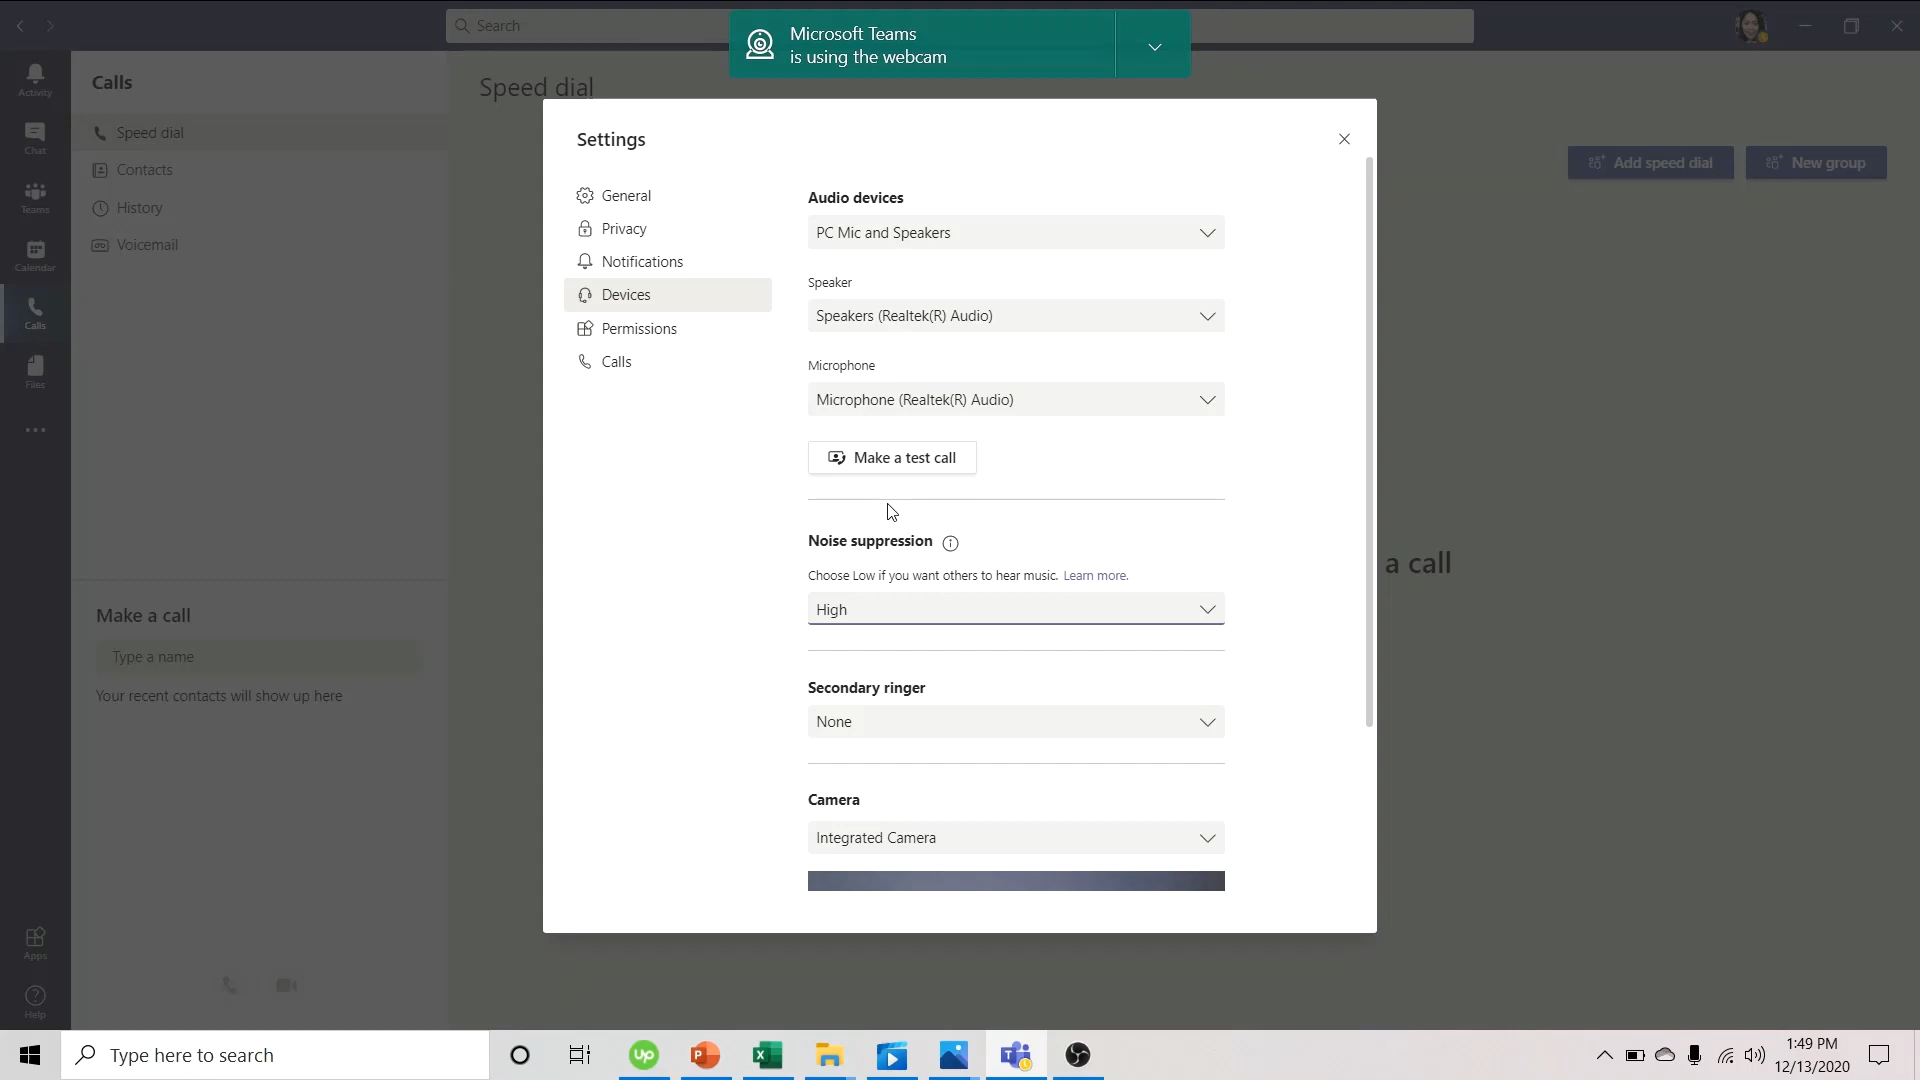 Search
Microsoft Teams
is using the webcam
Activity
Chat
Teams
Calendar
Calls
Files
Apps
Help
Calls
Speed dial
Contacts
History
Voicemail
Make a call
Type a name
Your recent contacts will show up here
Speed dial
Add speed dial
New group
a call
Settings
General
Privacy
Notifications
Devices
Permissions
Calls
Audio devices
PC Mic and Speakers
Speaker
Speakers (Realtek(R) Audio)
Microphone
Microphone (Realtek(R) Audio)
Make a test call
Noise suppression
Choose Low if you want others to hear music. Learn more.
High
Secondary ringer
None
Camera
Integrated Camera
Type here to search
Up
P
X
T
1:49 PM
12/13/2020